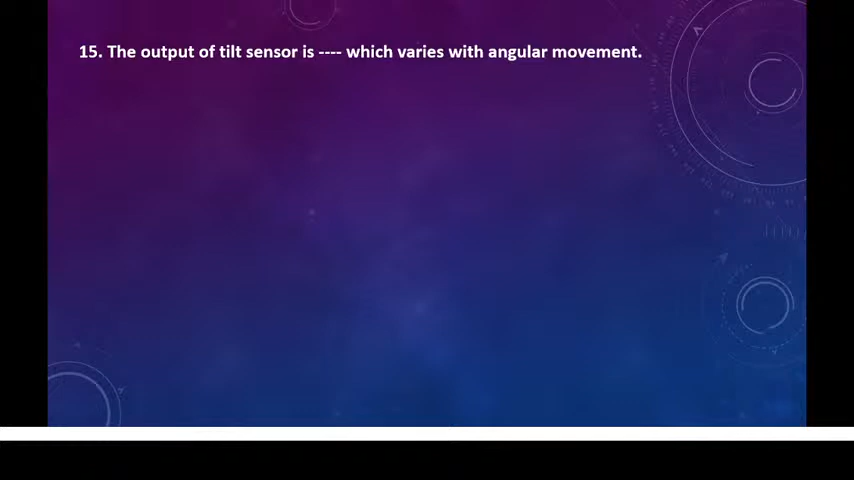 15. The output of tilt sensor is ---- which varies with angular movement.